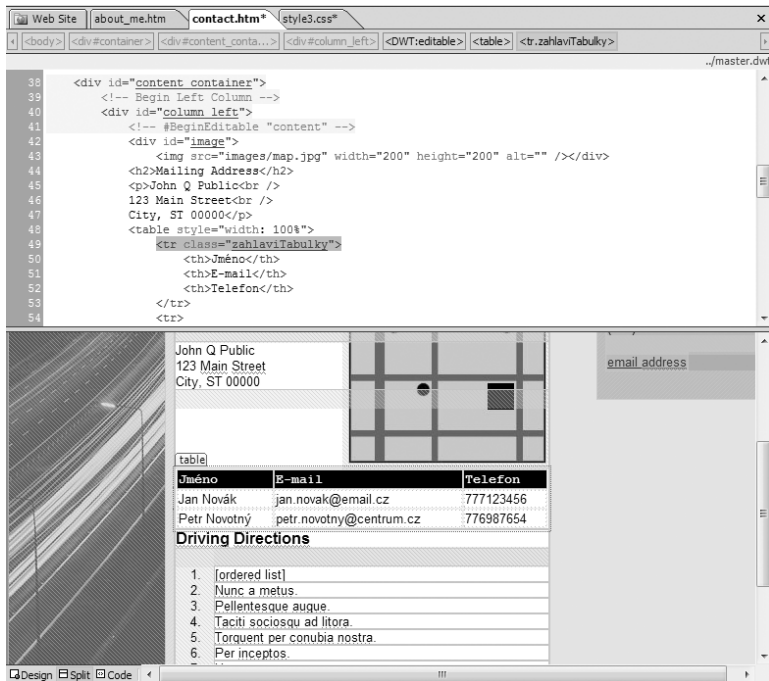 Web Site about_me.htm contact.htm* style3.css*
<body> <div#container> <div#content_conta...> <div#column_left> <DWT:editable> <table> <tr.zahlaviTabulky>
../master.dwt
38 <div id="content_container">
39 <!-- Begin Left Column -->
40 <div id="column_left">
41 <!-- #BeginEditable "content" -->
42 <div id="image">
43 <img src="images/map.jpg" width="200" height="200" alt="" /></div>
44 <h2>Mailing Address</h2>
45 <p>John Q Public<br />
46 123 Main Street<br />
47 City, ST 00000</p>
48 <table style="width: 100%">
49 <tr class="zahlaviTabulky">
50 <th>Jméno</th>
51 <th>E-mail</th>
52 <th>Telefon</th>
53 </tr>
54 <tr>
John Q Public
123 Main Street
City, ST 00000
email address
table
Jméno E-mail Telefon
Jan Novák jan.novak@email.cz 777123456
Petr Novotný petr.novotny@centrum.cz 776987654
Driving Directions
1. [ordered list]
2. Nunc a metus.
3. Pellentesque augue.
4. Taciti sociosqu ad litora.
5. Torquent per conubia nostra.
6. Per inceptos.
Design Split Code